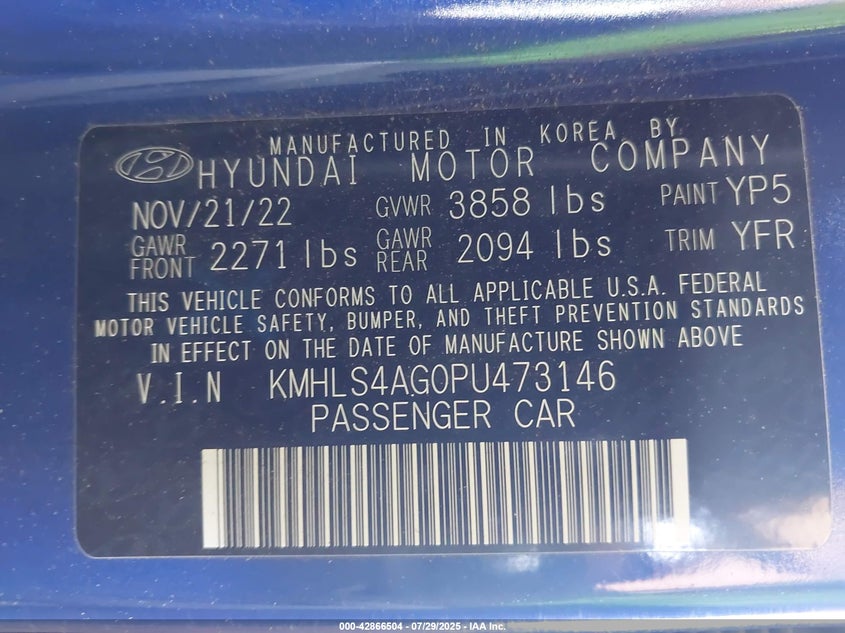 MANUFACTURED IN KOREA BY
HYUNDAI MOTOR COMPANY
NOV/21/22 GVWR 3858 lbs PAINT YP5
GAWR FRONT 2271 lbs GAWR REAR 2094 lbs TRIM YFR
THIS VEHICLE CONFORMS TO ALL APPLICABLE U.S.A. FEDERAL
MOTOR VEHICLE SAFETY, BUMPER, AND THEFT PREVENTION STANDARDS
IN EFFECT ON THE DATE OF MANUFACTURE SHOWN ABOVE
V.I.N KMHLS4AG0PU473146
PASSENGER CAR
000-42866504 - 07/29/2025 - IAA Inc.